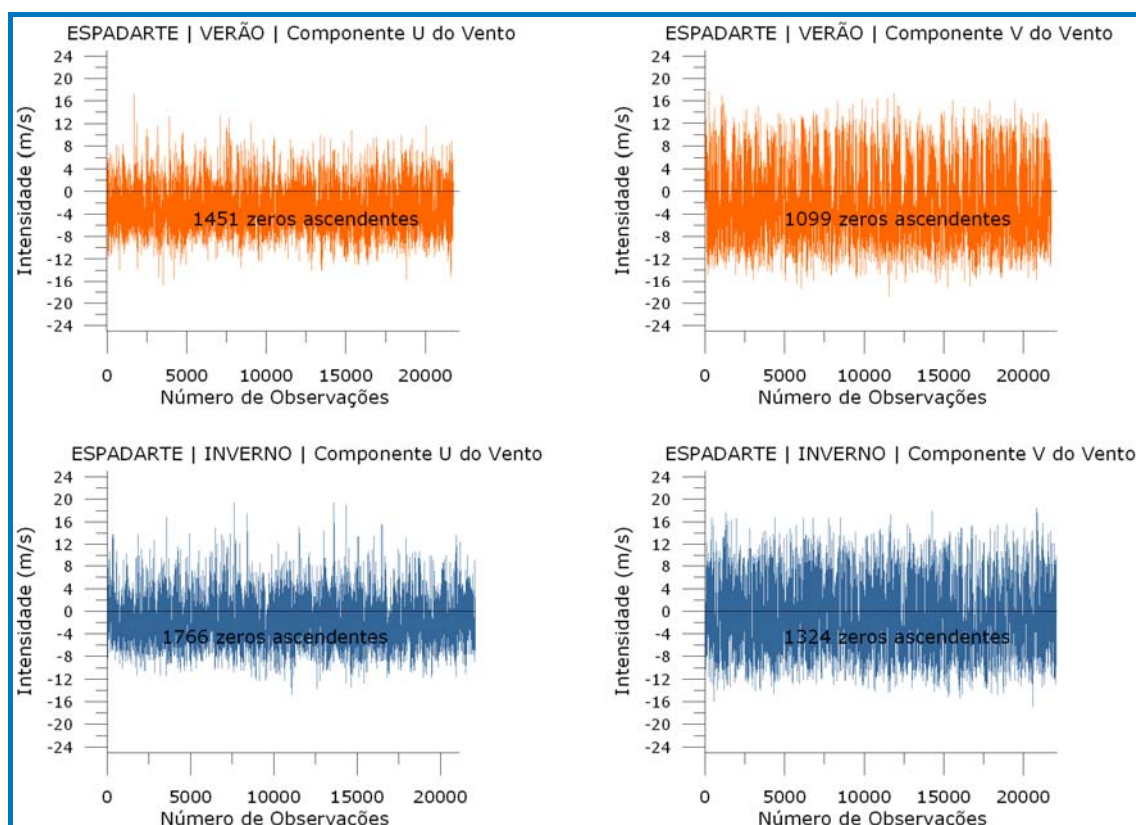 ESPADARTE | VERÃO | Componente U do Vento
24
20
16
12
8
4
0
-4
-8
-12
-16
-20
-24
Intensidade (m/s)
1451 zeros ascendentes
0 5000 10000 15000 20000
Número de Observações
ESPADARTE | VERÃO | Componente V do Vento
24
20
16
12
8
4
0
-4
-8
-12
-16
-20
-24
Intensidade (m/s)
1099 zeros ascendentes
0 5000 10000 15000 20000
Número de Observações
ESPADARTE | INVERNO | Componente U do Vento
24
20
16
12
8
4
0
-4
-8
-12
-16
-20
-24
Intensidade (m/s)
1766 zeros ascendentes
0 5000 10000 15000 20000
Número de Observações
ESPADARTE | INVERNO | Componente V do Vento
24
20
16
12
8
4
0
-4
-8
-12
-16
-20
-24
Intensidade (m/s)
1324 zeros ascendentes
0 5000 10000 15000 20000
Número de Observações